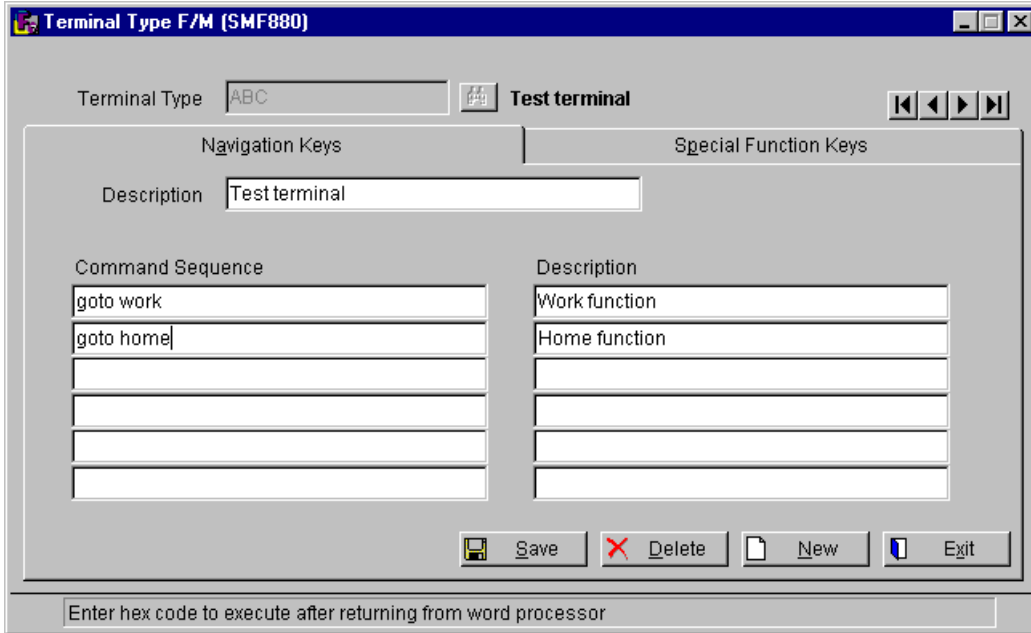 Terminal Type F/M (SMF880)
Terminal Type ABC Test terminal
Navigation Keys Special Function Keys
Description Test terminal
Command Sequence Description
goto work Work function
goto home Home function
Save Delete New Exit
Enter hex code to execute after returning from word processor